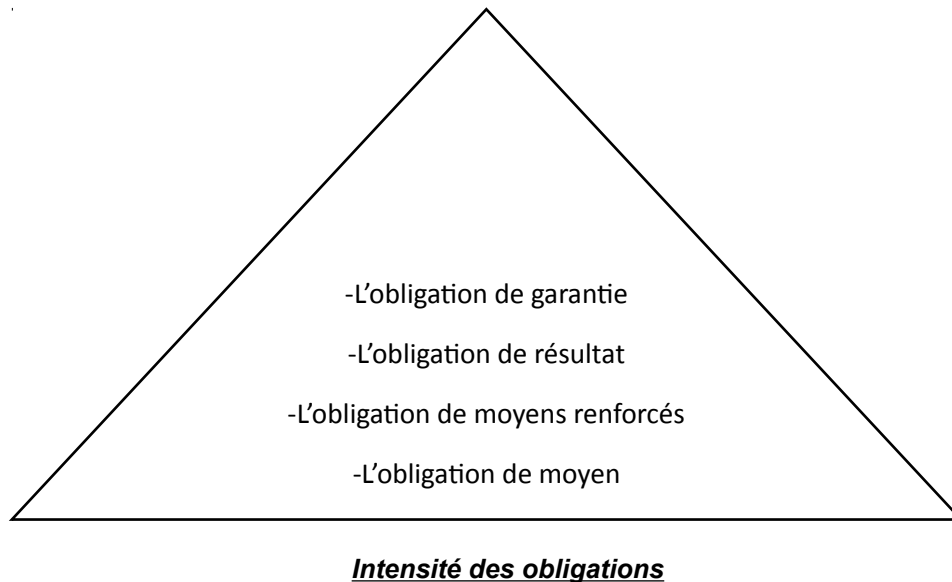 -L'obligation de garantie
-L'obligation de résultat
-L'obligation de moyens renforcés
-L'obligation de moyen
Intensité des obligations